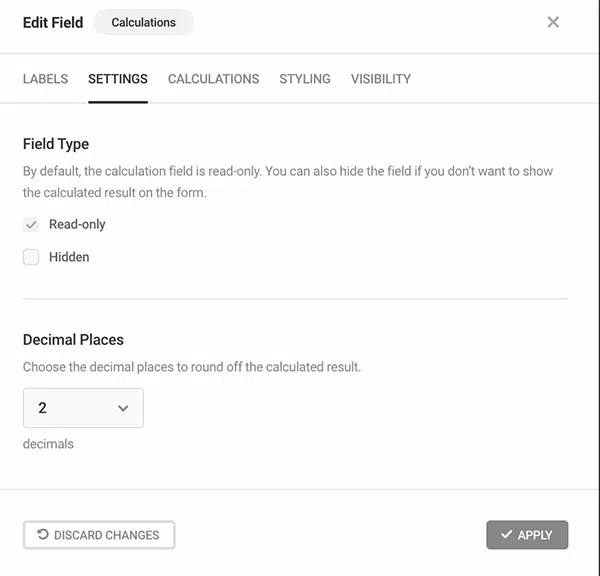 Edit Field Calculations
LABELS SETTINGS CALCULATIONS STYLING VISIBILITY
Field Type
By default, the calculation field is read-only. You can also hide the field if you don’t want to show
the calculated result on the form.
Read-only
Hidden
Decimal Places
Choose the decimal places to round off the calculated result.
2
decimals
DISCARD CHANGES APPLY